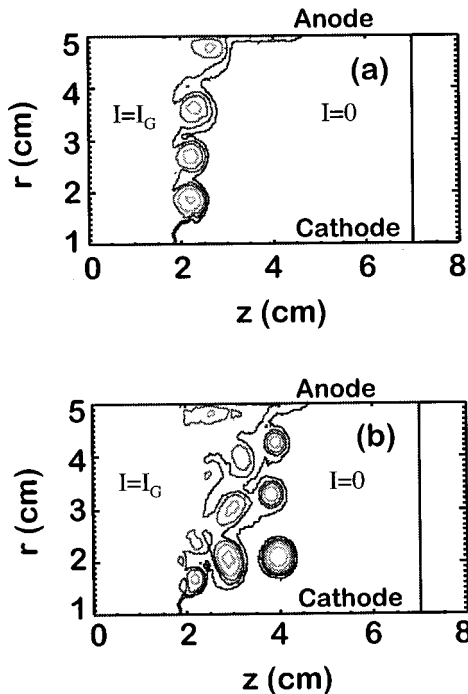 Anode
5
(a)
4
I=I_G
I=0
r (cm)
3
2
Cathode
1
0
2
4
6
8
z (cm)
Anode
5
(b)
4
I=I_G
I=0
r (cm)
3
2
Cathode
1
0
2
4
6
8
z (cm)